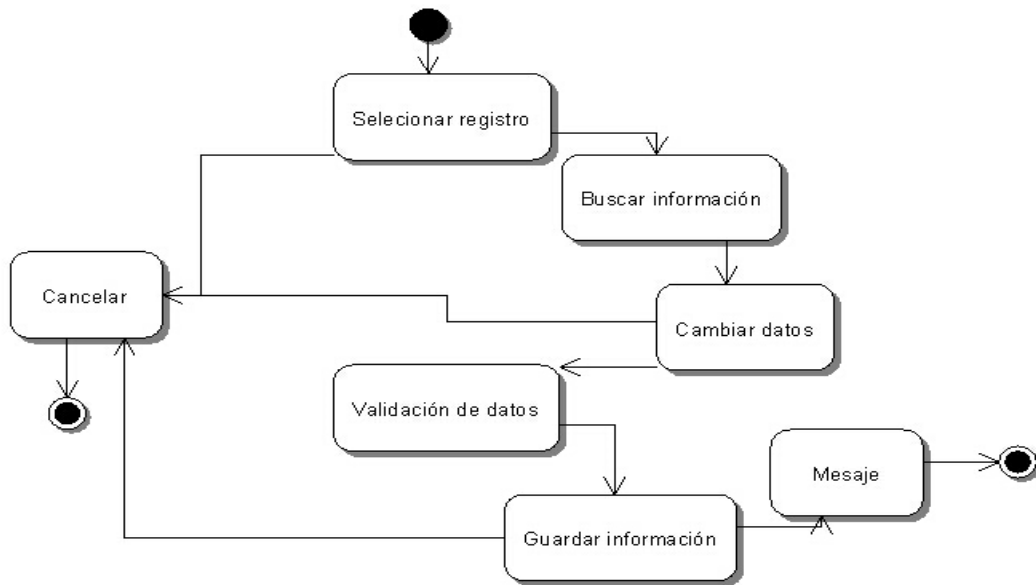 Selecionar registro
Buscar información
Cancelar
Cambiar datos
Validación de datos
Mesaje
Guardar información